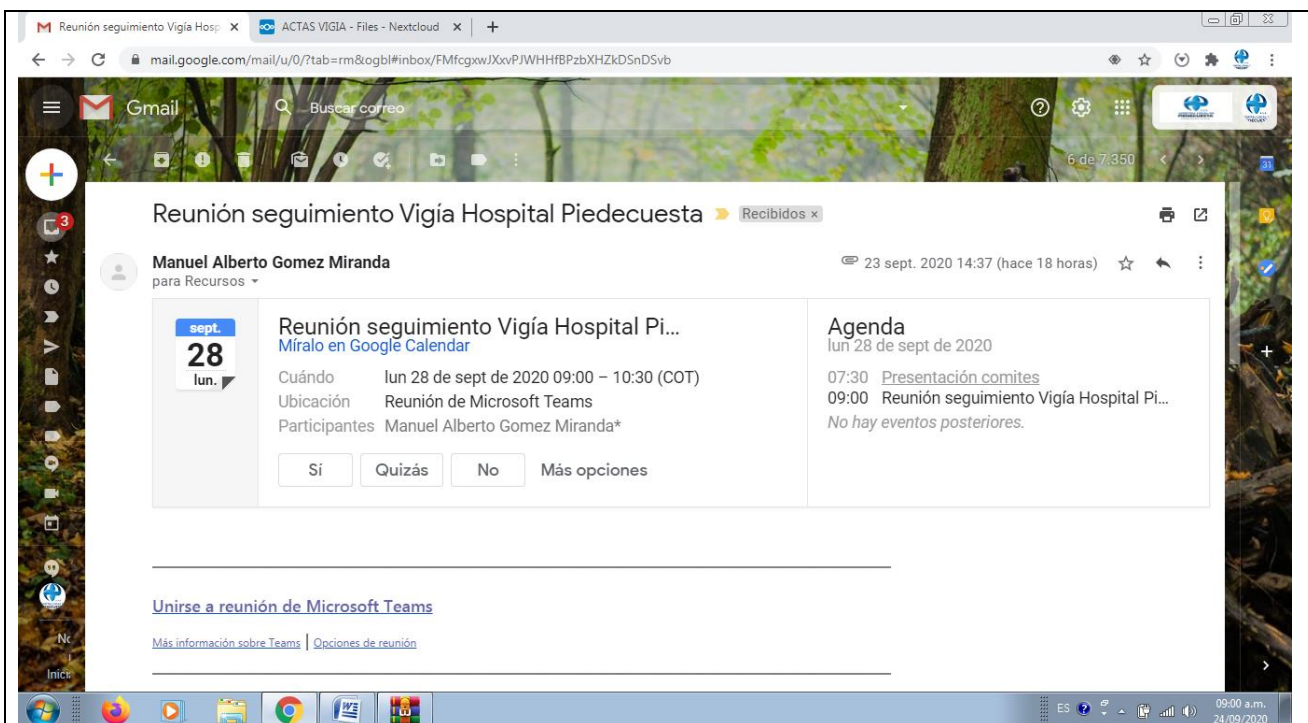 Reunión seguimiento Vigía Hosp
ACTAS VIGIA - Files - Nextcloud
mail.google.com/mail/u/0/?tab=rm&ogbl#inbox/FMfcgxwJXxvPJWHHfBPzbXHZkDSnDSvb
Gmail
Buscar correo
6 de 7.350
31
3
Reunión seguimiento Vigía Hospital Piedecuesta
Recibidos ×
Manuel Alberto Gomez Miranda
23 sept. 2020 14:37 (hace 18 horas)
para Recursos
sept.
28
lun.
Reunión seguimiento Vigía Hospital Pi...
Míralo en Google Calendar
Cuándo lun 28 de sept de 2020 09:00 – 10:30 (COT)
Ubicación Reunión de Microsoft Teams
Participantes Manuel Alberto Gomez Miranda*
Sí Quizás No Más opciones
Agenda
lun 28 de sept de 2020
07:30 Presentación comites
09:00 Reunión seguimiento Vigía Hospital Pi...
No hay eventos posteriores.
Unirse a reunión de Microsoft Teams
Más información sobre Teams | Opciones de reunión
ES
09:00 a.m.
24/09/2020